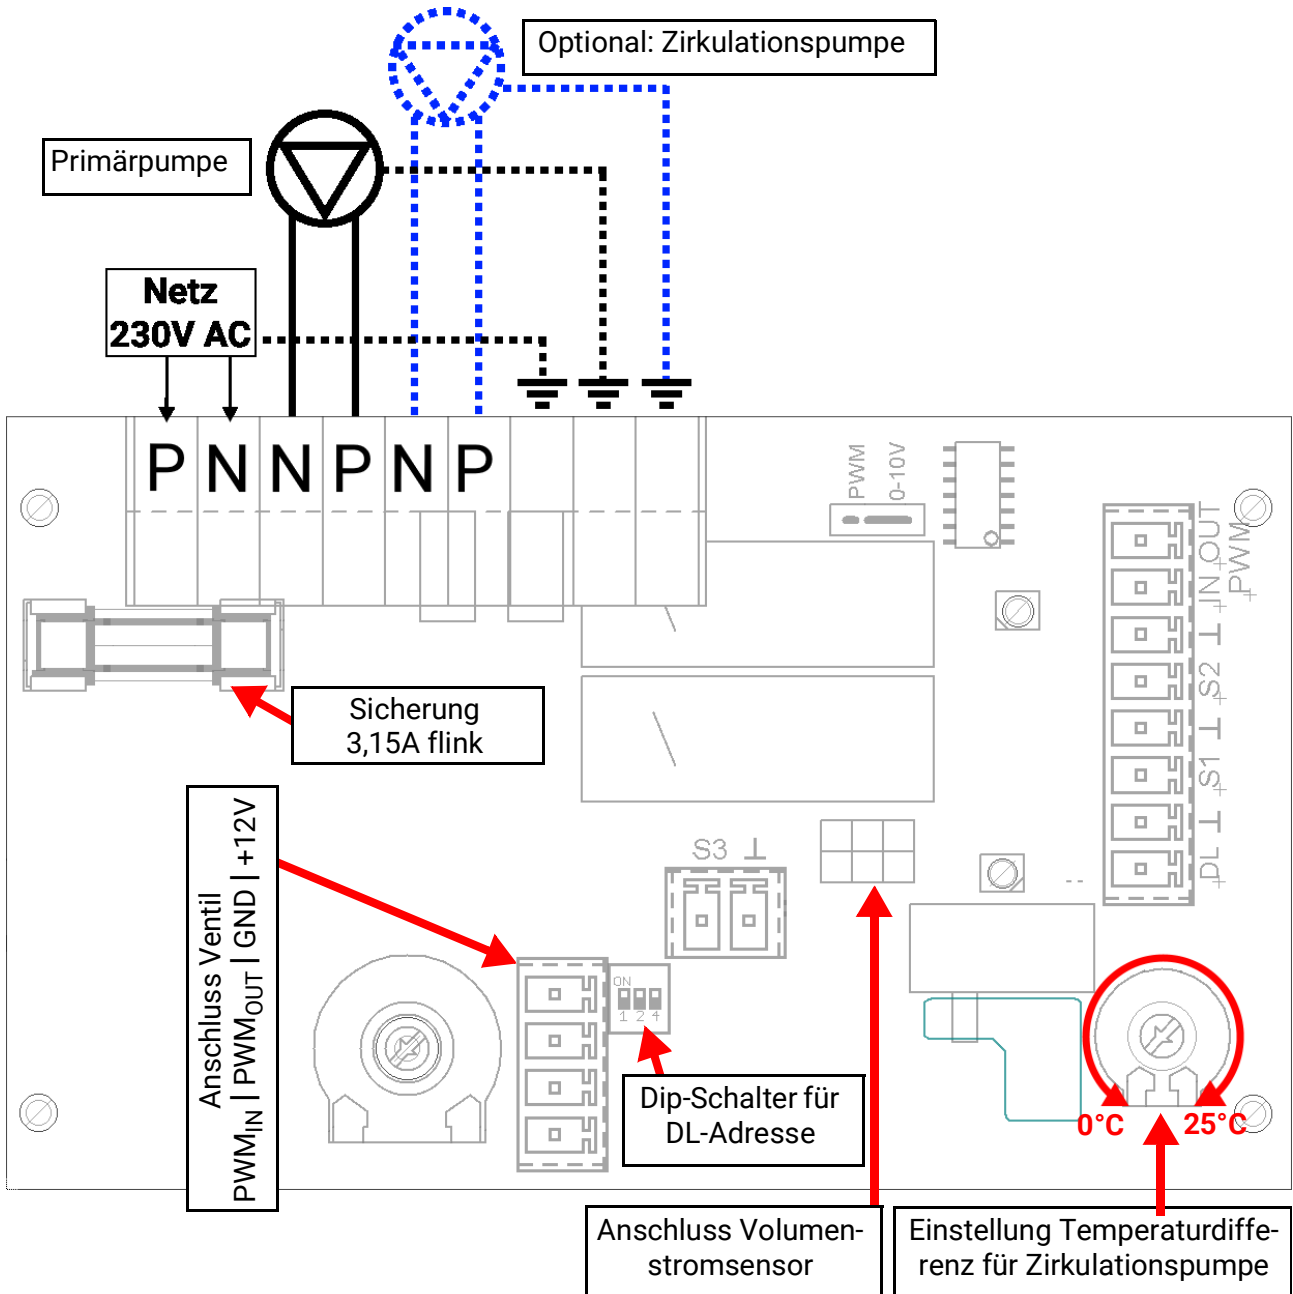 Optional: Zirkulationspumpe
Primärpumpe
Netz
230V AC
P N N P N P
PWM
0-10V
OUT
IN
PWM
S2
S1
DL
Sicherung
3,15A flink
Anschluss Ventil
PWMIN | PWMOUT | GND | +12V
S3
ON
1 2 4
Dip-Schalter für
DL-Adresse
0°C
25°C
Anschluss Volumen-
stromsensor
Einstellung Temperaturdiffe-
renz für Zirkulationspumpe